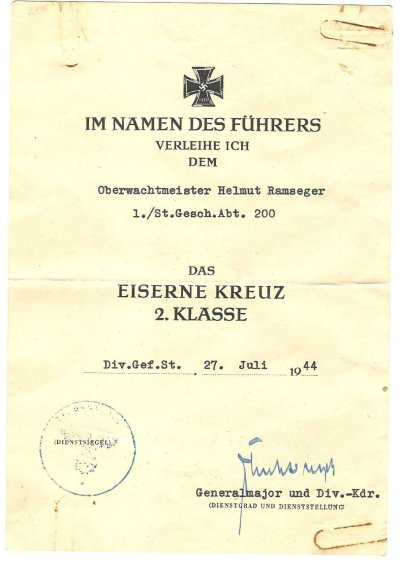 IM NAMEN DES FÜHRERS
VERLEIHE ICH
DEM
Oberwachtmeister Helmut Ramseger
1./St.Gesch.Abt. 200
DAS
EISERNE KREUZ
2. KLASSE
Div.Gef.St. , 27. Juli 1944
(DIENSTSIEGEL)
Generalmajor und Div.-Kdr.
(DIENSTGRAD UND DIENSTSTELLUNG)